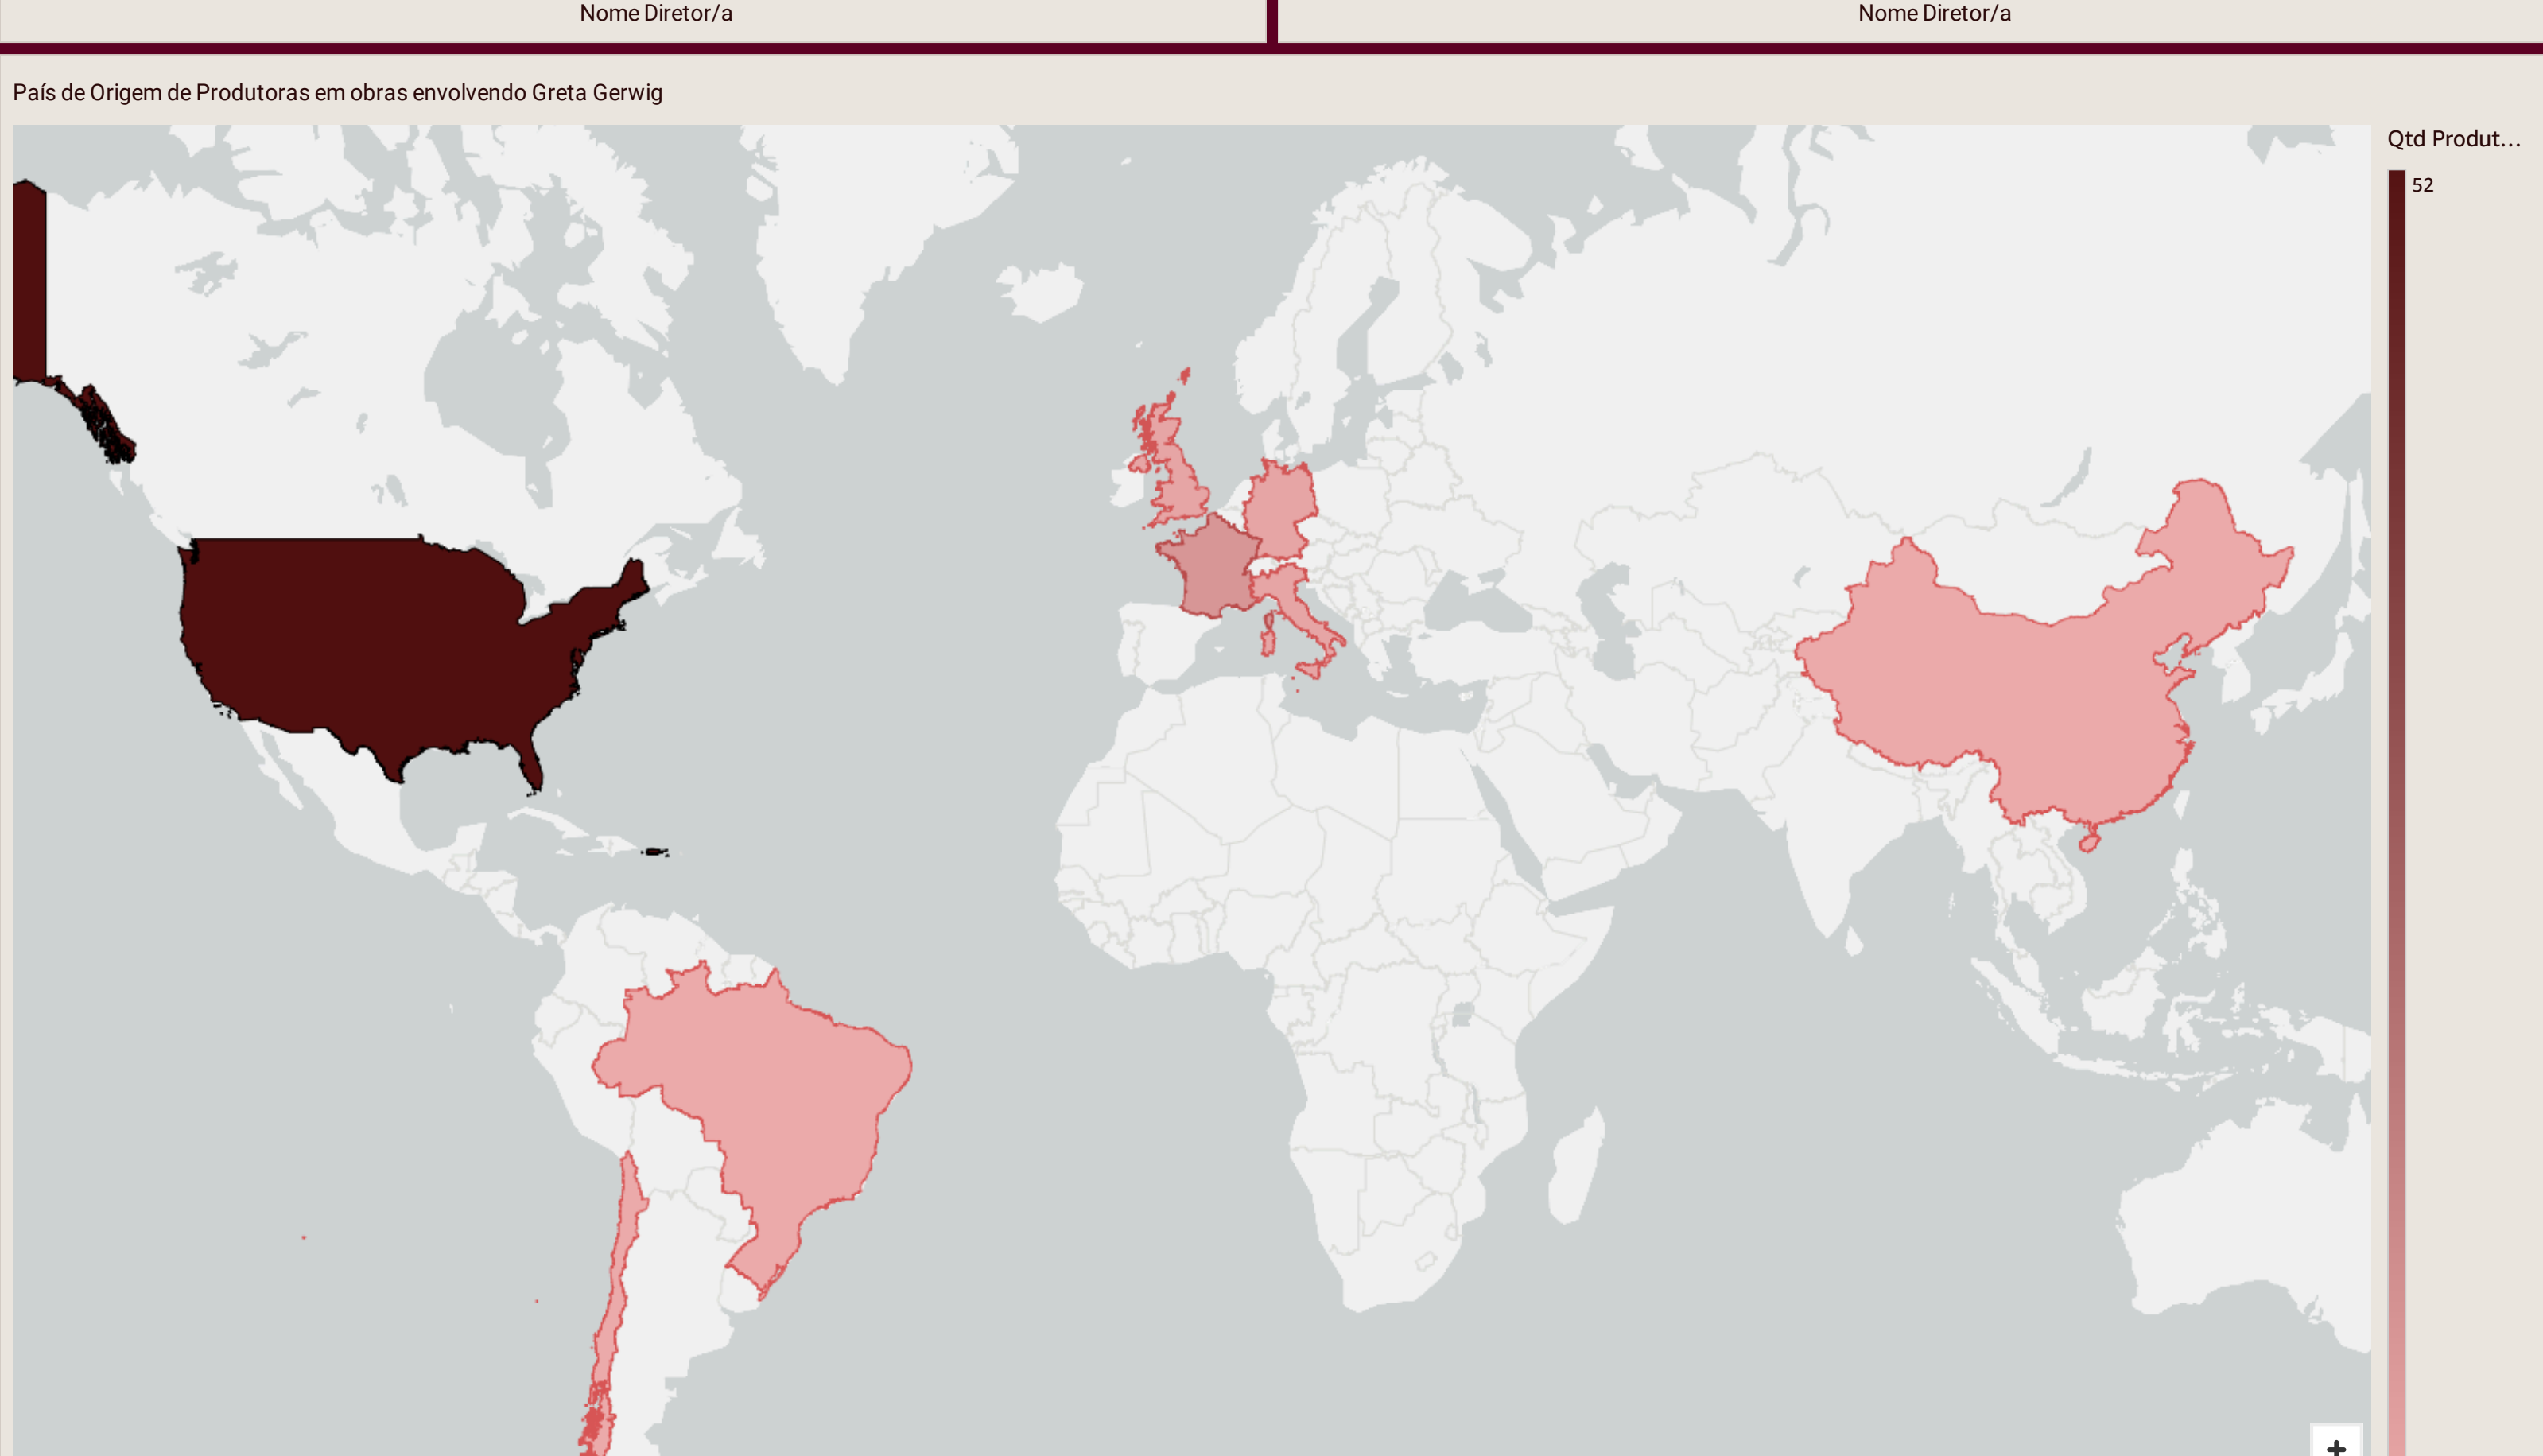 Nome Diretor/a
Nome Diretor/a
País de Origem de Produtoras em obras envolvendo Greta Gerwig
Qtd Produt...
52
+